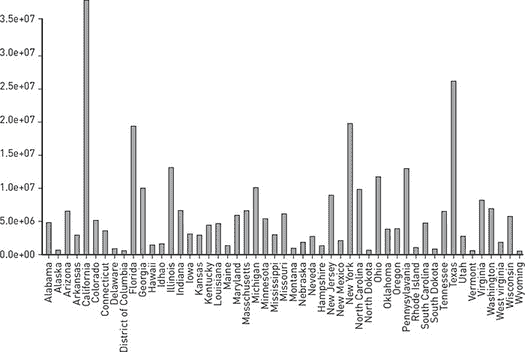 3.5e+07
3.0e+07
2.5e+07
2.0e+07
1.5e+07
1.0e+07
5.0e+06
0.0e+00
Alabama
Alaska
Arizona
Arkansas
California
Colorado
Connecticut
Delaware
District of Columbia
Florida
Georgia
Hawaii
Idhao
Illinois
Indiana
Iowa
Kansas
Kentucky
Louisiana
Maine
Maryland
Masschusetts
Michigan
Minnesota
Mississippi
Missouri
Montana
Nebraska
Neveda
Hampshire
New Jersey
New Mexico
New York
North Carolina
North Dokota
Ohio
Oklahoma
Oregon
Pennysylavama
Rhode Island
South Carolina
South Dokota
Tennessee
Texas
Utah
Vermont
Virginia
Washington
West virginia
Wisconsin
Wyoming